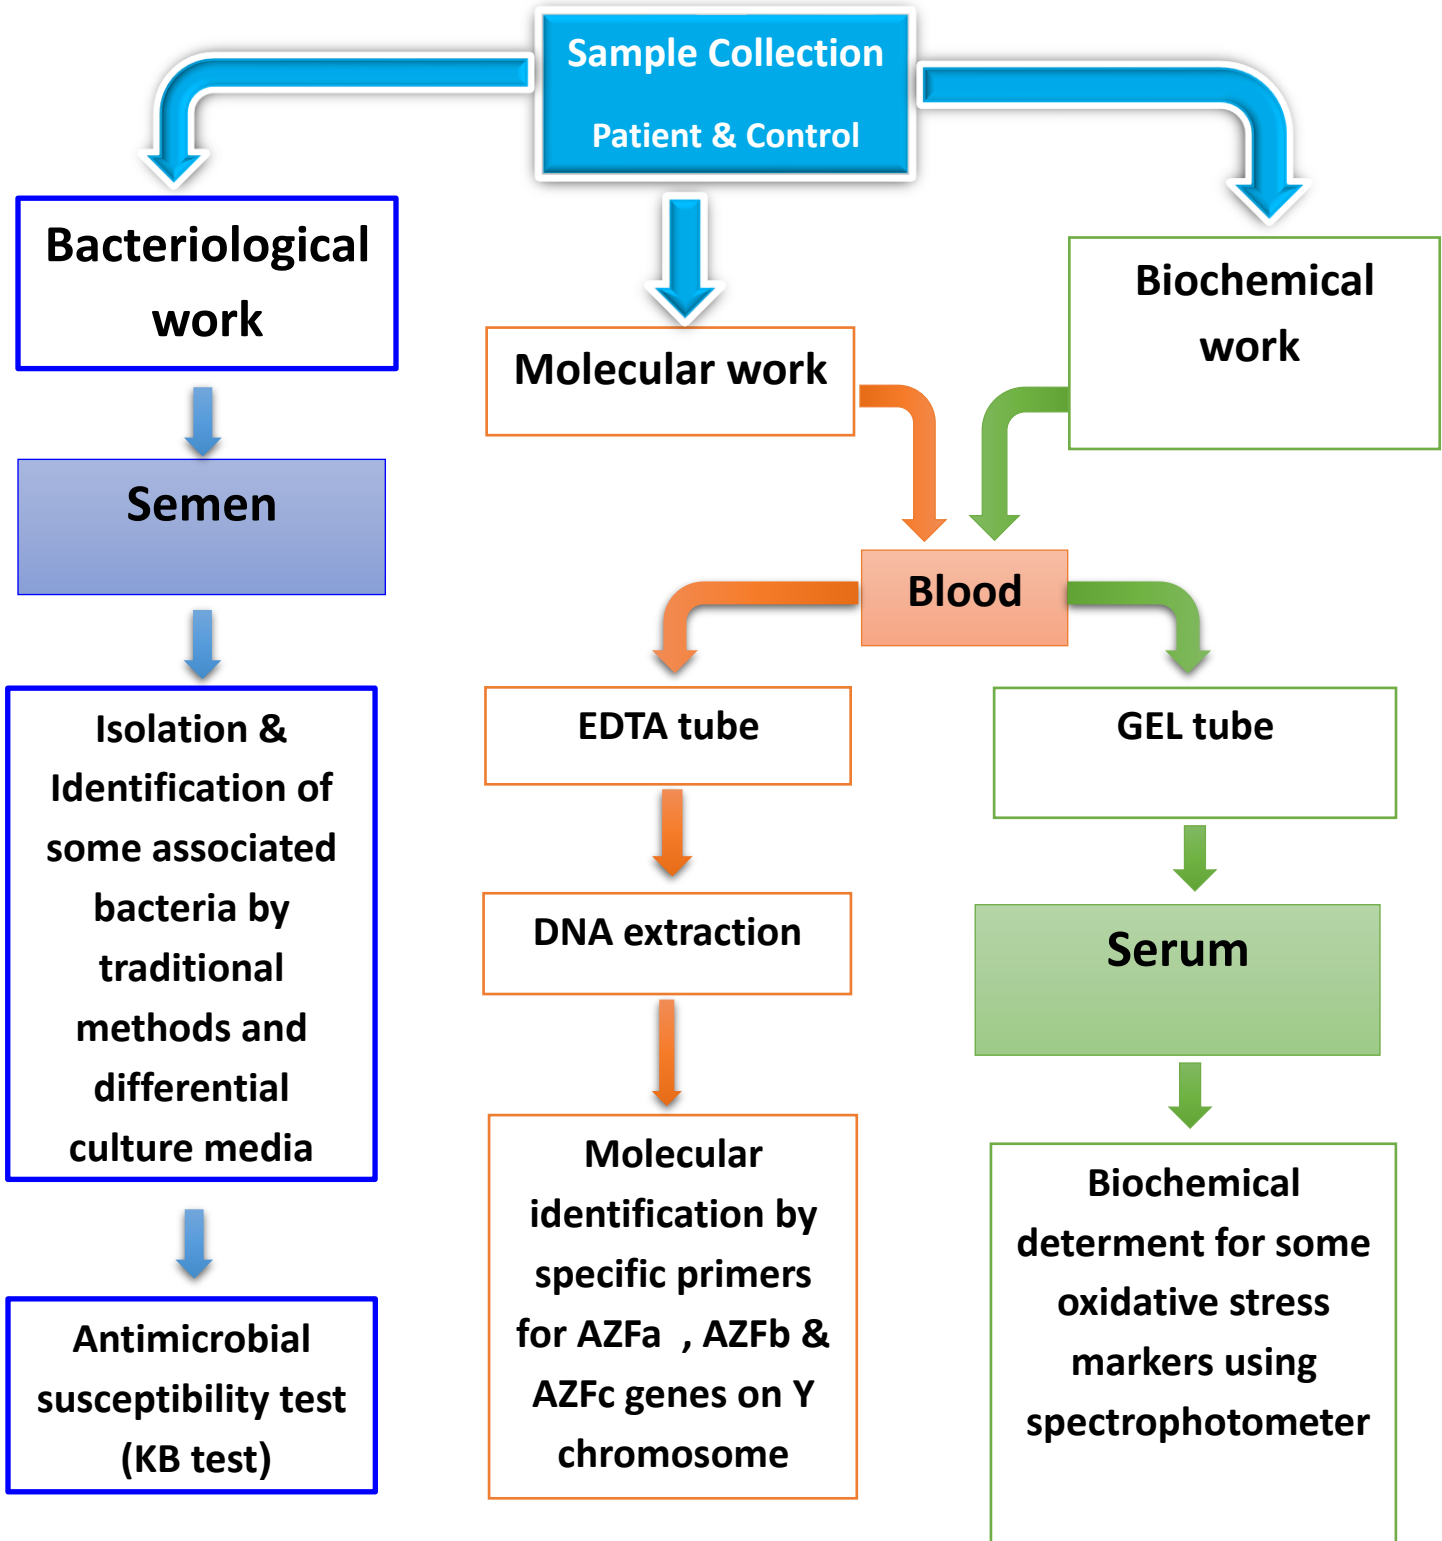 Sample Collection
Patient & Control
Bacteriological
work
Molecular work
Biochemical
work
Semen
Blood
Isolation &
Identification of
some associated
bacteria by
traditional
methods and
differential
culture media
EDTA tube
GEL tube
DNA extraction
Serum
Antimicrobial
susceptibility test
(KB test)
Molecular
identification by
specific primers
for AZFa , AZFb &
AZFc genes on Y
chromosome
Biochemical
determent for some
oxidative stress
markers using
spectrophotometer